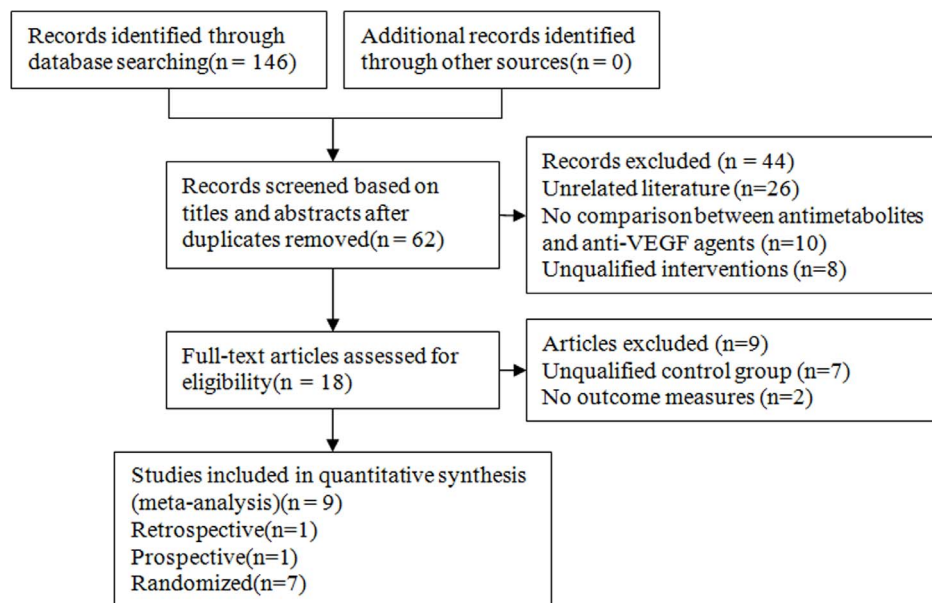 Records identified through
database searching(n = 146)
Additional records identified
through other sources(n = 0)
Records screened based on
titles and abstracts after
duplicates removed(n = 62)
Records excluded (n = 44)
Unrelated literature (n=26)
No comparison between antimetabolites
and anti-VEGF agents (n=10)
Unqualified interventions (n=8)
Full-text articles assessed for
eligibility(n = 18)
Articles excluded (n=9)
Unqualified control group (n=7)
No outcome measures (n=2)
Studies included in quantitative synthesis
(meta-analysis)(n = 9)
Retrospective(n=1)
Prospective(n=1)
Randomized(n=7)